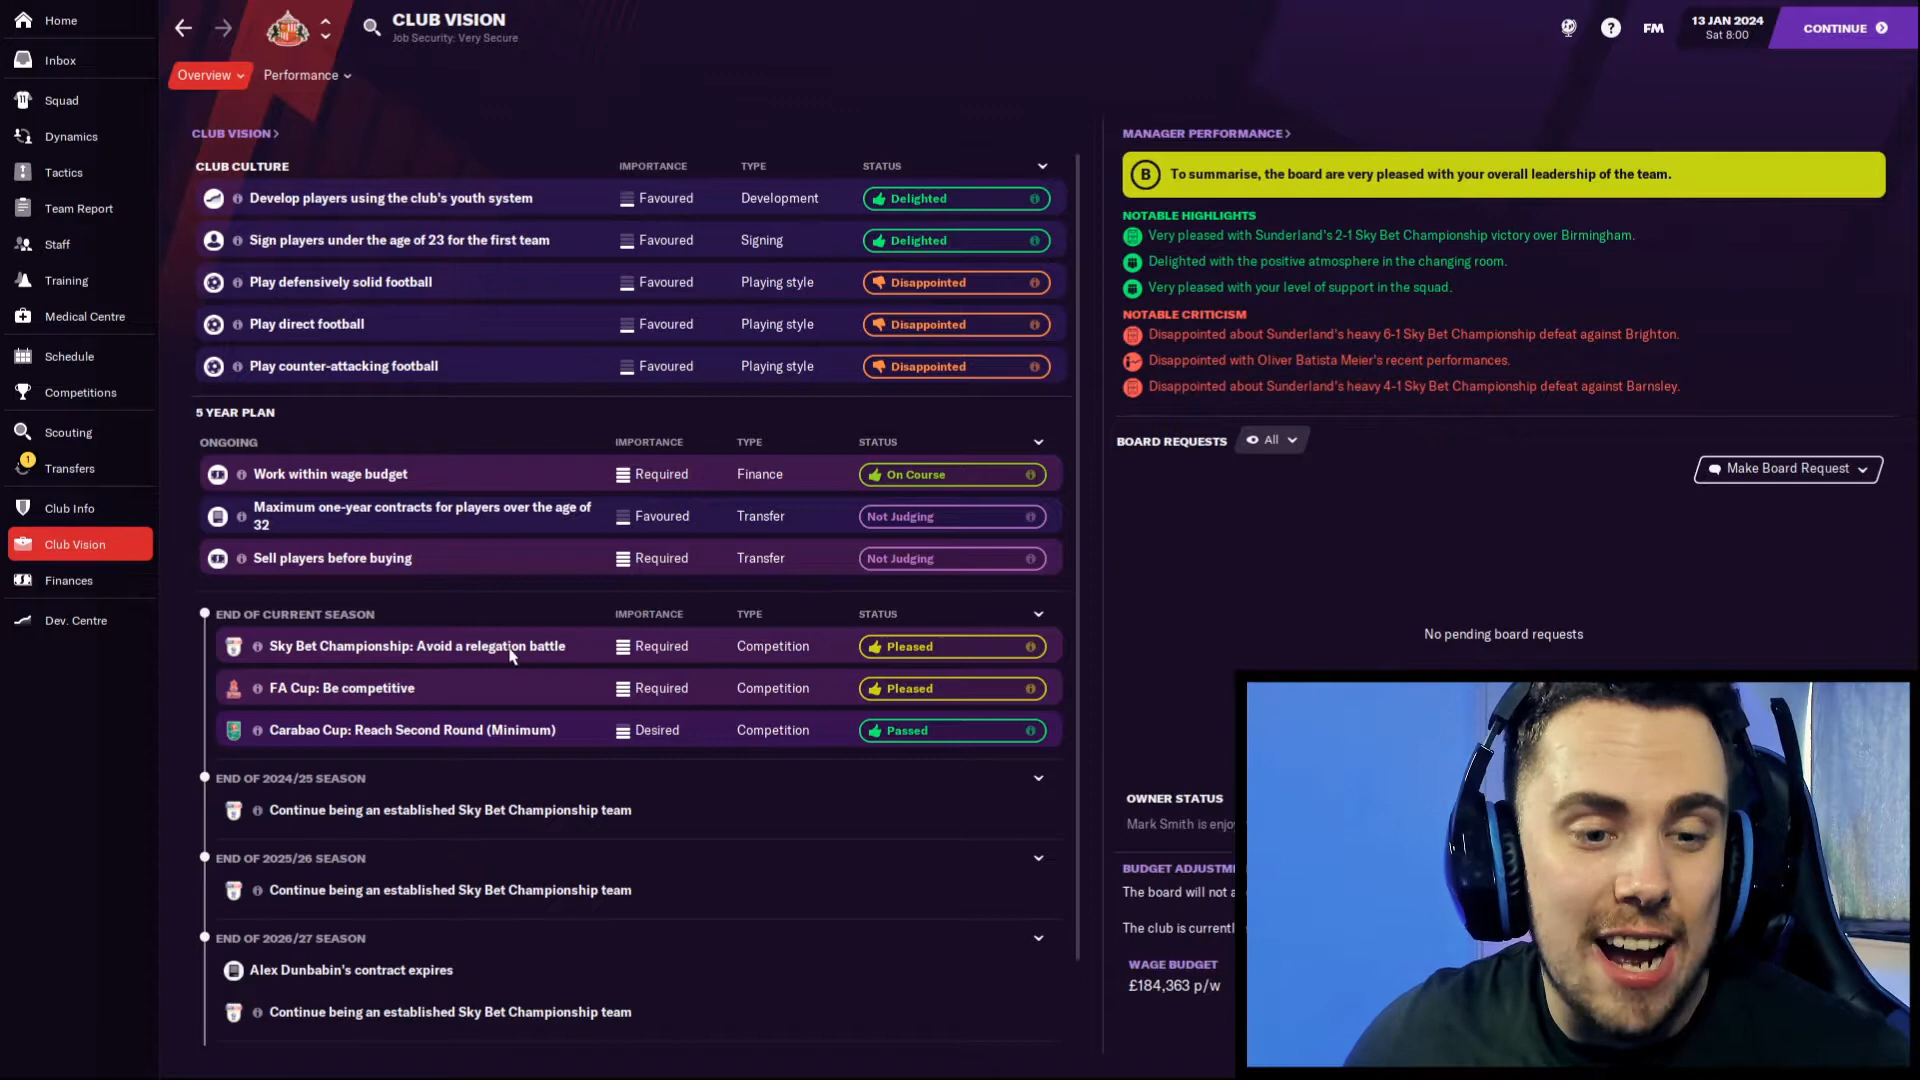 Home
Inbox
Squad
Dynamics
Tactics
Team Report
Staff
Training
Medical Centre
Schedule
Competitions
Scouting
1
Transfers
Club Info
Club Vision
Finances
Dev. Centre
CLUB VISION
Job Security: Very Secure
?
FM
13 JAN 2024
Sat 8:00
CONTINUE
Overview
Performance
CLUB VISION
CLUB CULTURE IMPORTANCE TYPE STATUS
Develop players using the club's youth system Favoured Development Delighted
Sign players under the age of 23 for the first team Favoured Signing Delighted
Play defensively solid football Favoured Playing style Disappointed
Play direct football Favoured Playing style Disappointed
Play counter-attacking football Favoured Playing style Disappointed
5 YEAR PLAN
ONGOING IMPORTANCE TYPE STATUS
Work within wage budget Required Finance On Course
Maximum one-year contracts for players over the age of
32 Favoured Transfer Not Judging
Sell players before buying Required Transfer Not Judging
END OF CURRENT SEASON IMPORTANCE TYPE STATUS
Sky Bet Championship: Avoid a relegation battle Required Competition Pleased
FA Cup: Be competitive Required Competition Pleased
Carabao Cup: Reach Second Round (Minimum) Desired Competition Passed
END OF 2024/25 SEASON
Continue being an established Sky Bet Championship team
END OF 2025/26 SEASON
Continue being an established Sky Bet Championship team
END OF 2026/27 SEASON
Alex Dunbabin's contract expires
Continue being an established Sky Bet Championship team
MANAGER PERFORMANCE
B To summarise, the board are very pleased with your overall leadership of the team.
NOTABLE HIGHLIGHTS
Very pleased with Sunderland's 2-1 Sky Bet Championship victory over Birmingham.
Delighted with the positive atmosphere in the changing room.
Very pleased with your level of support in the squad.
NOTABLE CRITICISM
Disappointed about Sunderland's heavy 6-1 Sky Bet Championship defeat against Brighton.
Disappointed with Oliver Batista Meier's recent performances.
Disappointed about Sunderland's heavy 4-1 Sky Bet Championship defeat against Barnsley.
BOARD REQUESTS All
Make Board Request
No pending board requests
OWNER STATUS
Mark Smith is enjoy
BUDGET ADJUSTM
The board will not a
The club is currentl
WAGE BUDGET
£184,363 p/w